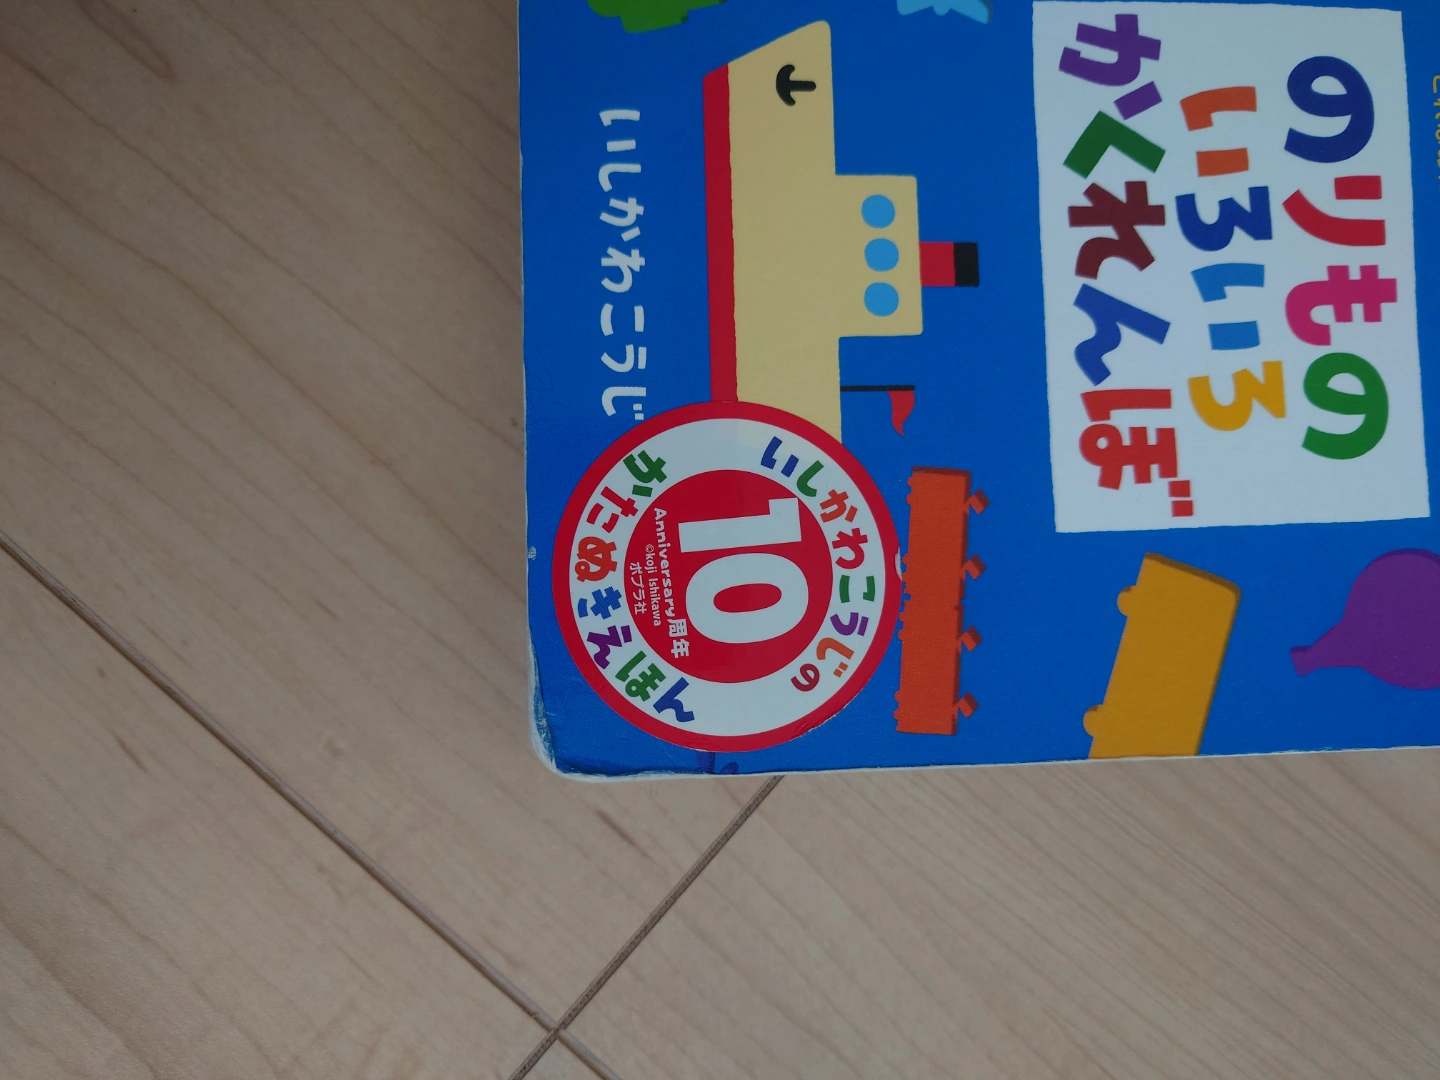 のりもの
いろいろ
かくれんぼ
いしかわこうじ
いしかわこうじの
10
Anniversary周年
©koji Ishikawa
ポプラ社
かたぬきえほん